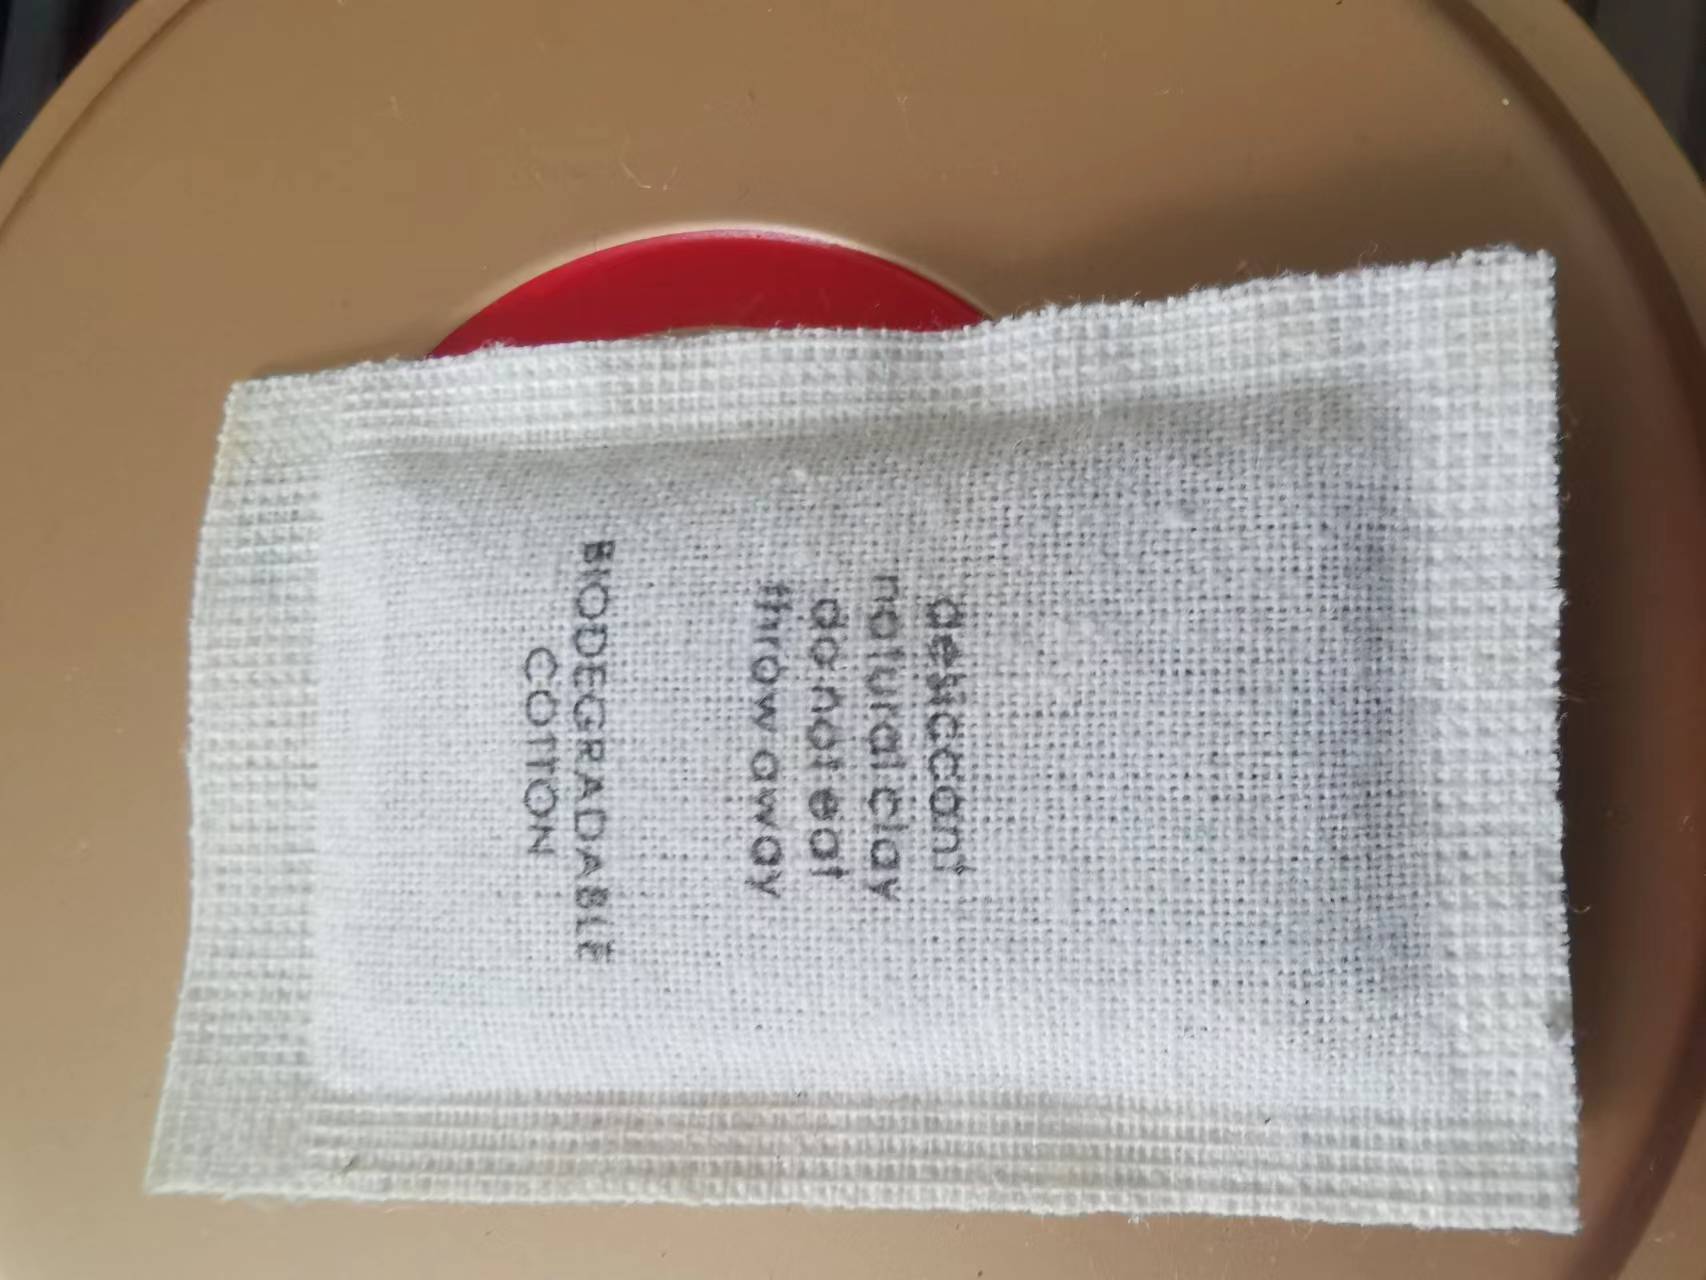 desiccant
natural clay
do not eat
throw away
BIODEGRADABLE
COTTON